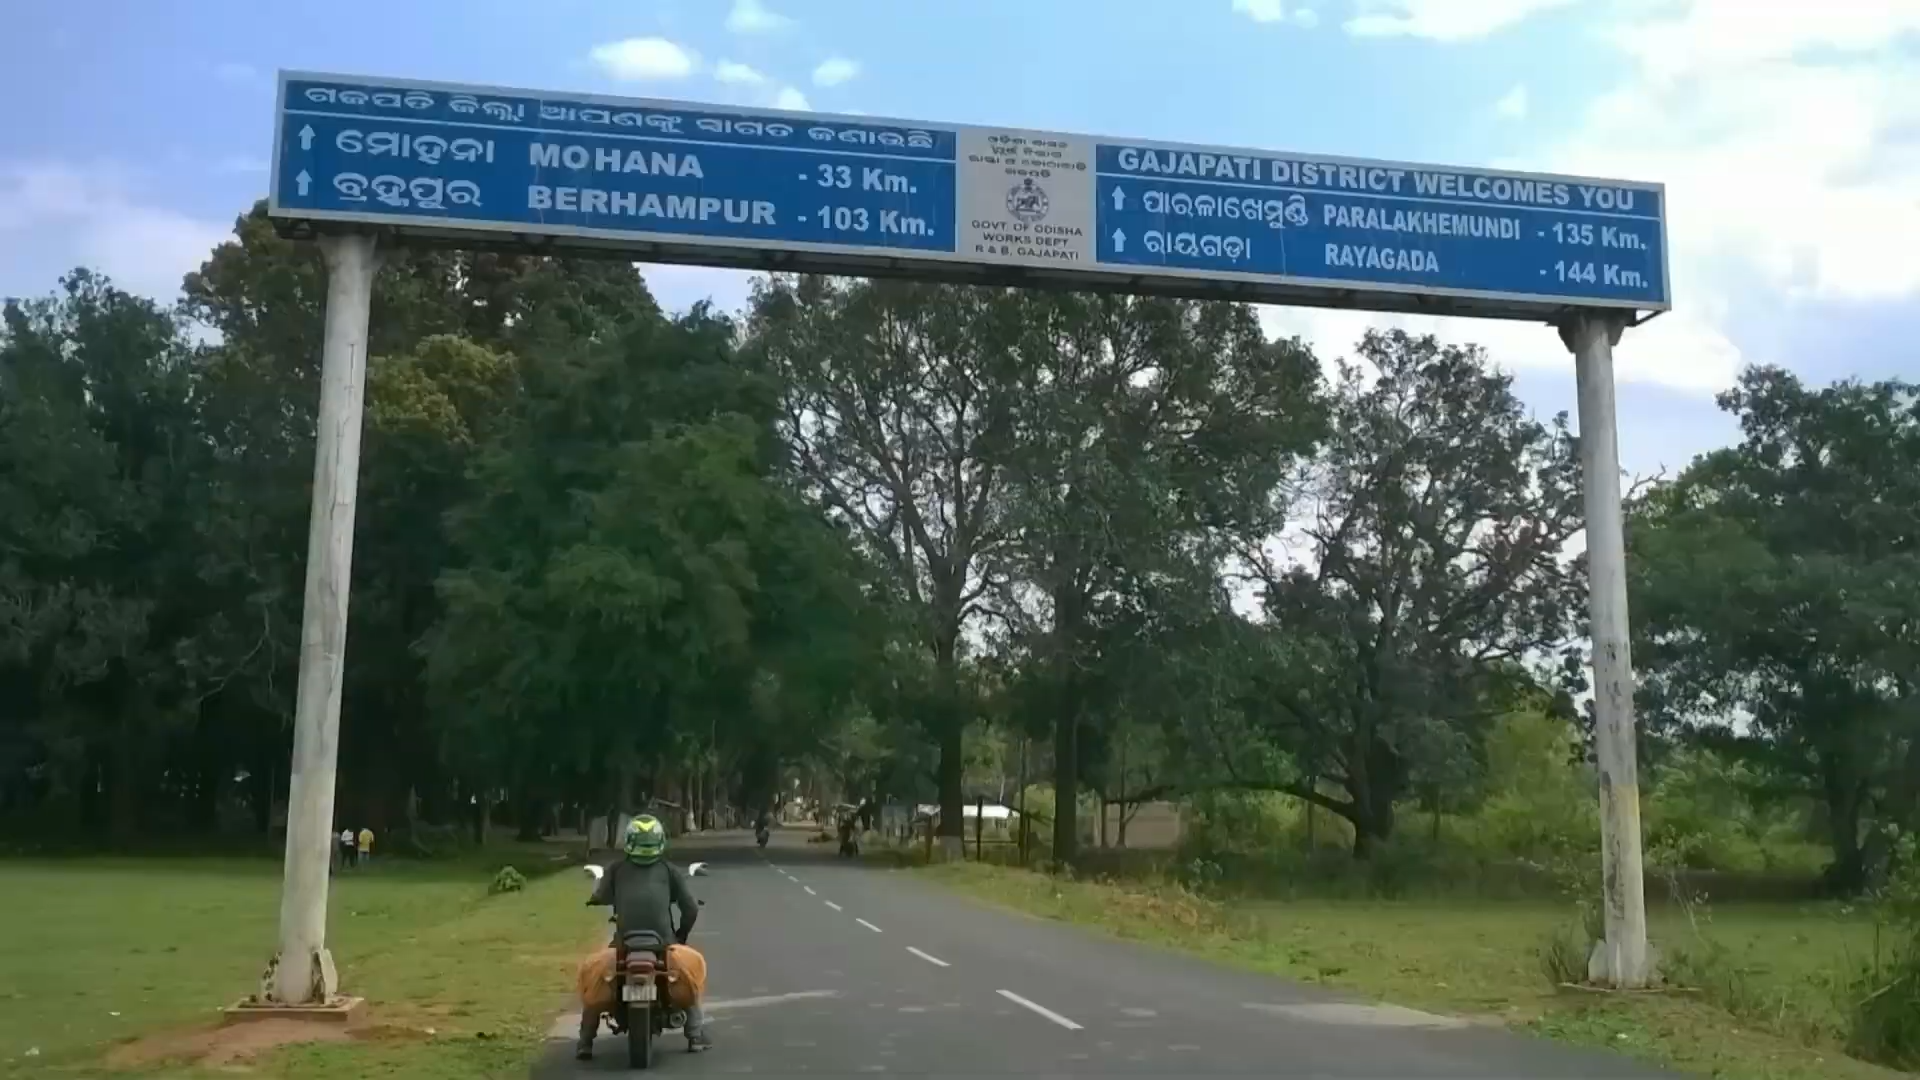 ଗଜପତି ଜିଲ୍ଲା ଆପଣଙ୍କୁ ସ୍ଵାଗତ ଜଣାଉଛି
↑ ମୋହନା MOHANA - 33 Km.
↑ ବ୍ରହ୍ମପୁର BERHAMPUR - 103 Km.
GOVT. OF ODISHA
WORKS DEPT
R & B, GAJAPATI
GAJAPATI DISTRICT WELCOMES YOU
↑ ପାରଳାଖେମୁଣ୍ଡି PARALAKHEMUNDI - 135 Km.
↑ ରାୟଗଡ଼ା RAYAGADA - 144 Km.